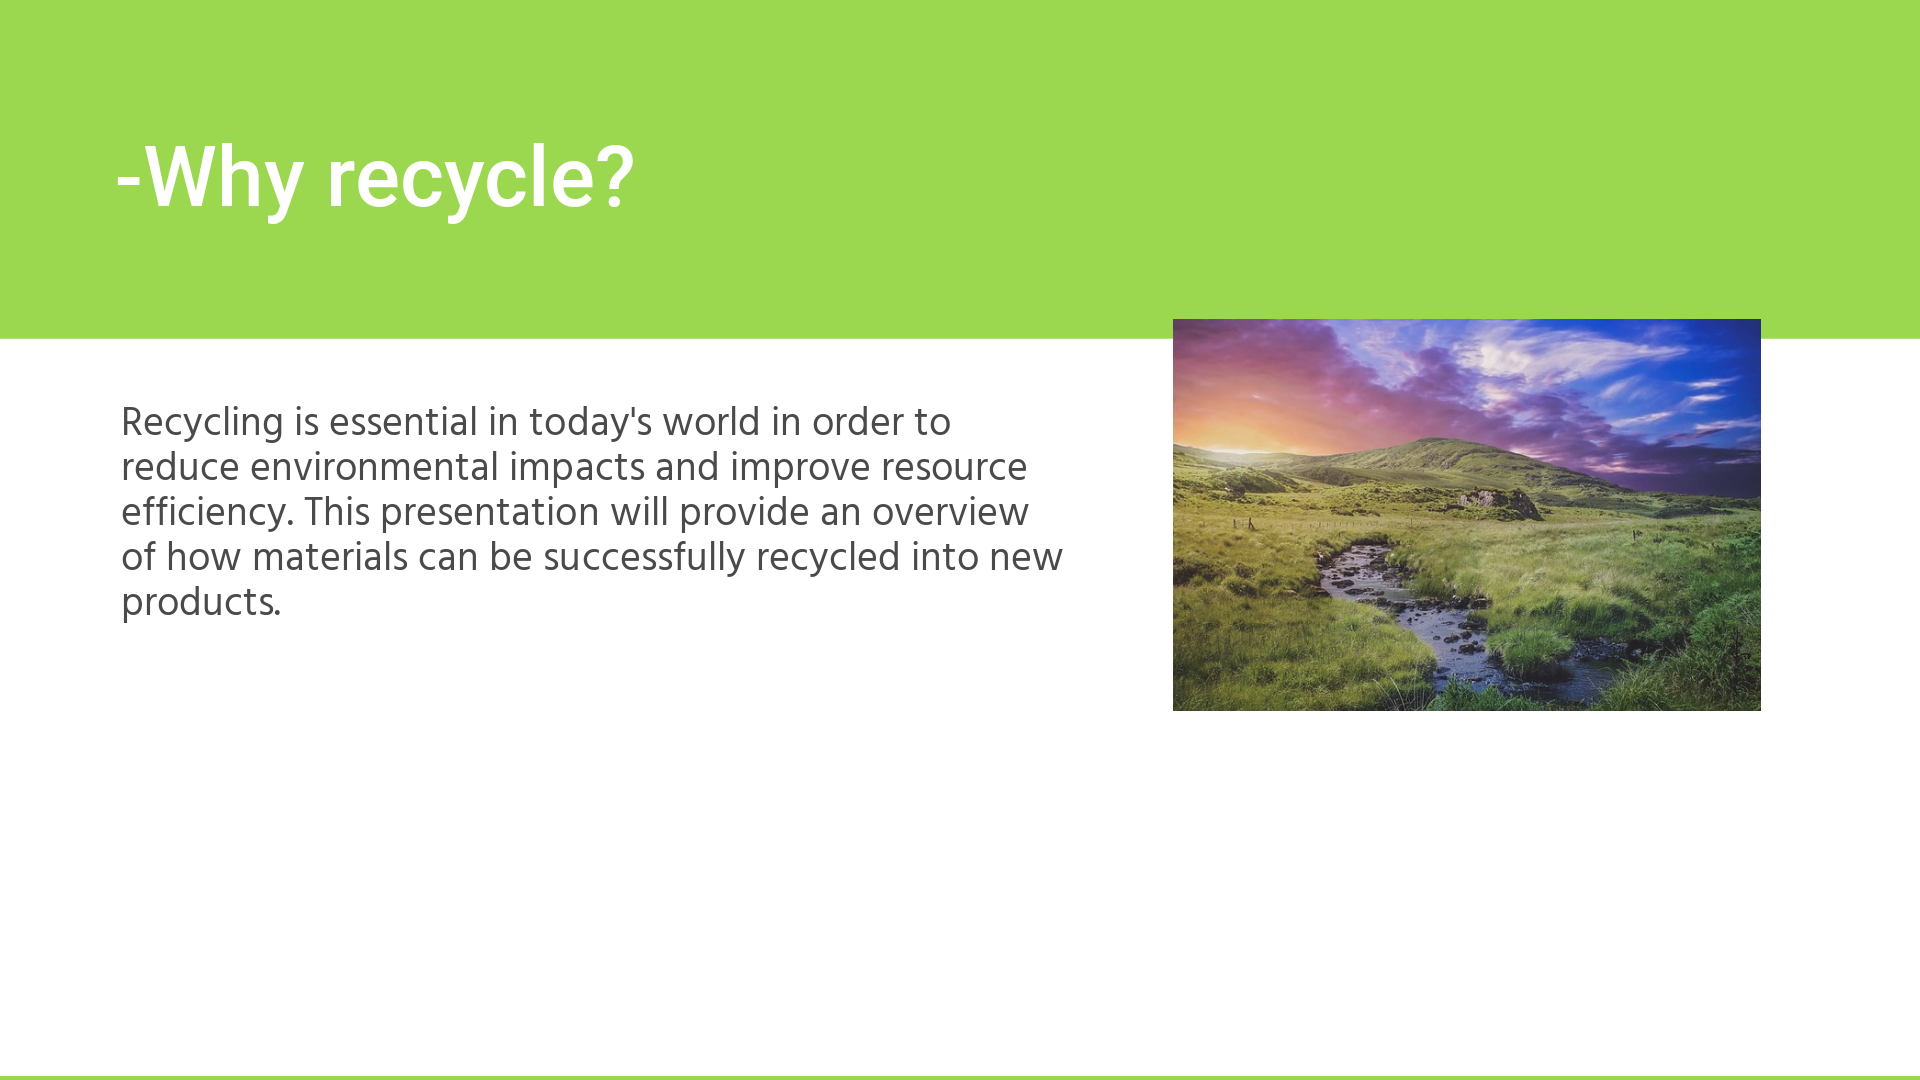 -Why recycle?
Recycling is essential in today's world in order to
reduce environmental impacts and improve resource
efficiency. This presentation will provide an overview
of how materials can be successfully recycled into new
products.